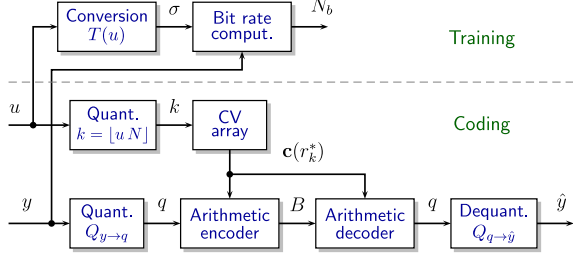 Conversion
T(u)
σ
Bit rate
comput.
N_b
Training
u
Quant.
k = ⌊u N⌋
k
CV
array
Coding
c(r*_k)
y
Quant.
Q_{y→q}
q
Arithmetic
encoder
B
Arithmetic
decoder
q
Dequant.
Q_{q→ŷ}
ŷ